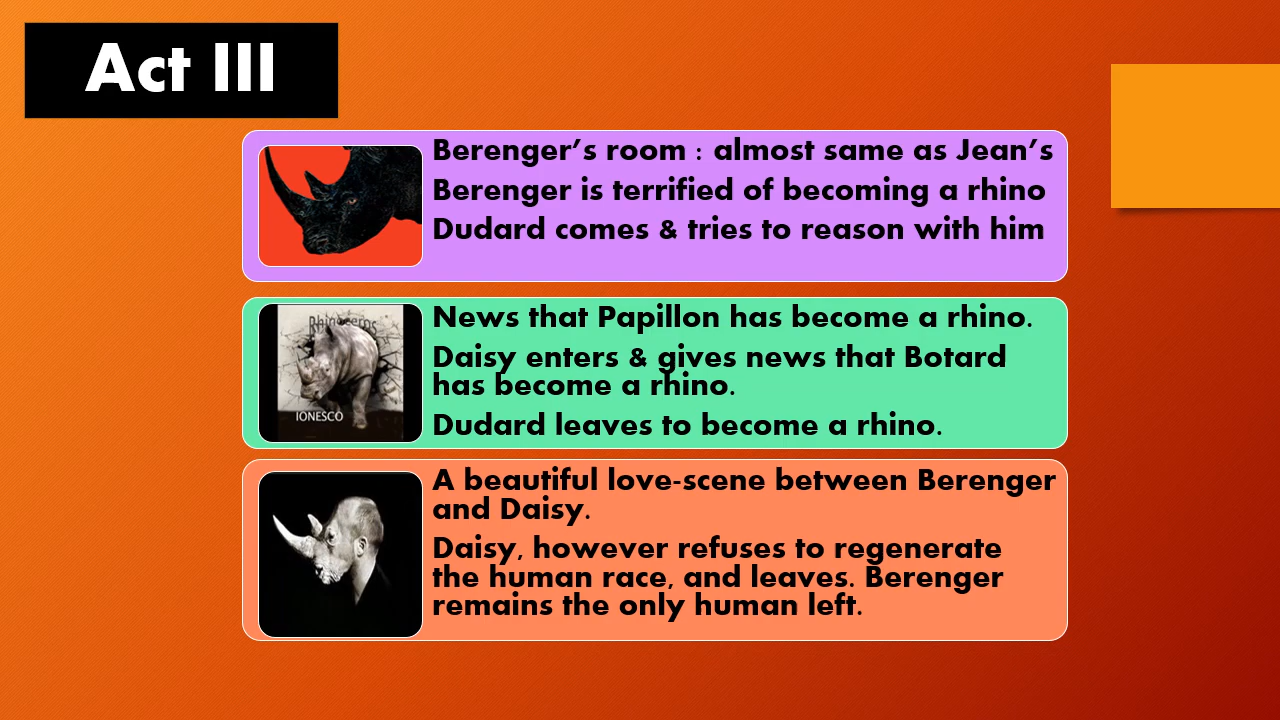 Act III
Berenger’s room : almost same as Jean’s
Berenger is terrified of becoming a rhino
Dudard comes & tries to reason with him
Rhinoceros
IONESCO
News that Papillon has become a rhino.
Daisy enters & gives news that Botard
has become a rhino.
Dudard leaves to become a rhino.
A beautiful love-scene between Berenger
and Daisy.
Daisy, however refuses to regenerate
the human race, and leaves. Berenger
remains the only human left.